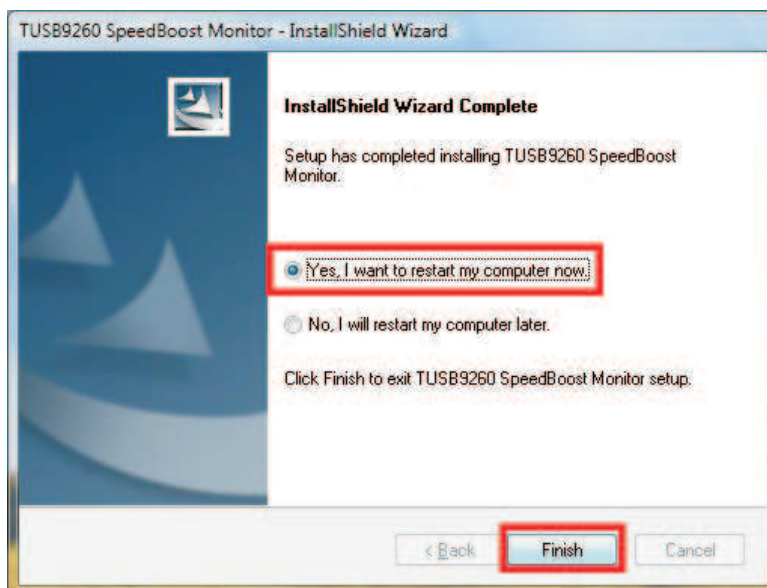 TUSB9260 SpeedBoost Monitor - InstallShield Wizard
InstallShield Wizard Complete
Setup has completed installing TUSB9260 SpeedBoost
Monitor.
Yes, I want to restart my computer now.
No, I will restart my computer later.
Click Finish to exit TUSB9260 SpeedBoost Monitor setup.
< Back
Finish
Cancel